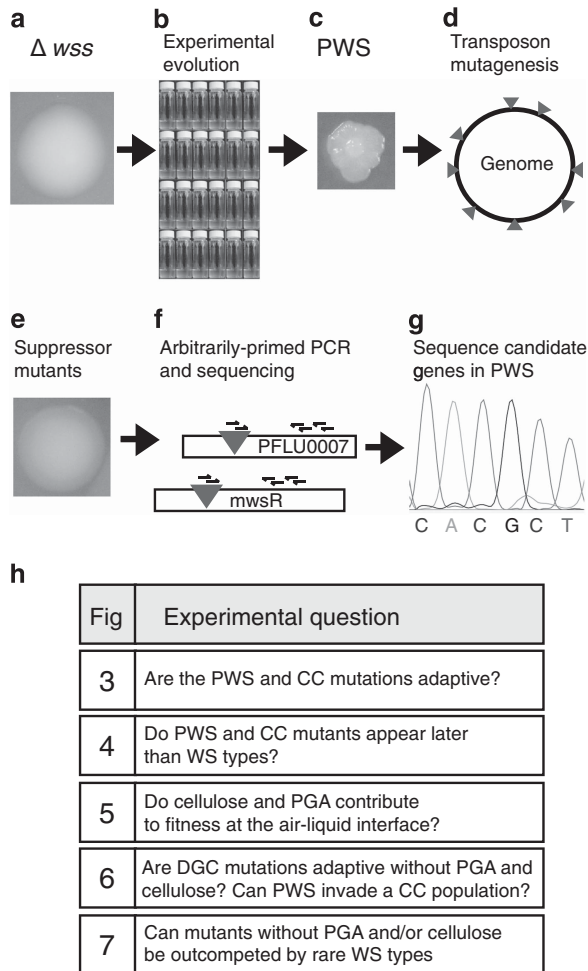 a
Δ wss
b
Experimental
evolution
c
PWS
d
Transposon
mutagenesis
Genome
e
Suppressor
mutants
f
Arbitrarily-primed PCR
and sequencing
PFLU0007
mwsR
g
Sequence candidate
genes in PWS
C A C G C T
h
Fig Experimental question
3 Are the PWS and CC mutations adaptive?
4 Do PWS and CC mutants appear later
than WS types?
5 Do cellulose and PGA contribute
to fitness at the air-liquid interface?
6 Are DGC mutations adaptive without PGA and
cellulose? Can PWS invade a CC population?
7 Can mutants without PGA and/or cellulose
be outcompeted by rare WS types